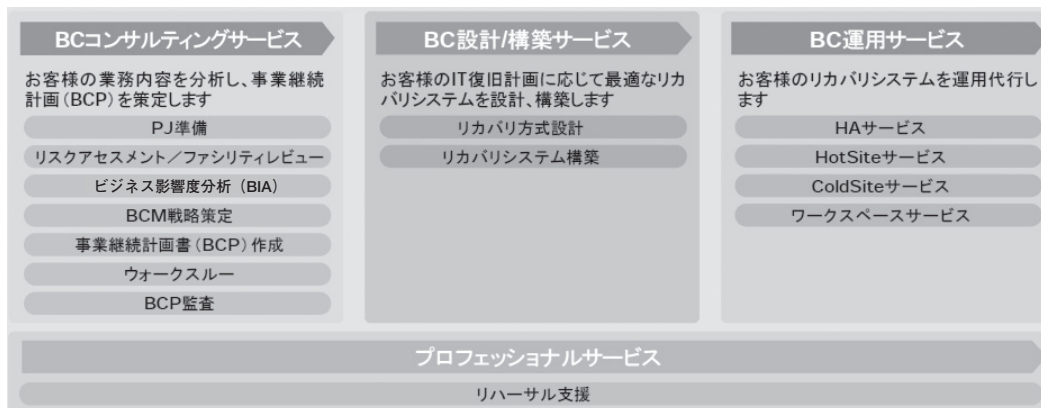 BCコンサルティングサービス
お客様の業務内容を分析し、事業継続
計画(BCP)を策定します
PJ準備
リスクアセスメント/ファシリティレビュー
ビジネス影響度分析(BIA)
BCM戦略策定
事業継続計画書(BCP)作成
ウォークスルー
BCP監査
BC設計/構築サービス
お客様のIT復旧計画に応じて最適なリカ
バリシステムを設計、構築します
リカバリ方式設計
リカバリシステム構築
BC運用サービス
お客様のリカバリシステムを運用代行し
ます
HAサービス
HotSiteサービス
ColdSiteサービス
ワークスペースサービス
プロフェッショナルサービス
リハーサル支援